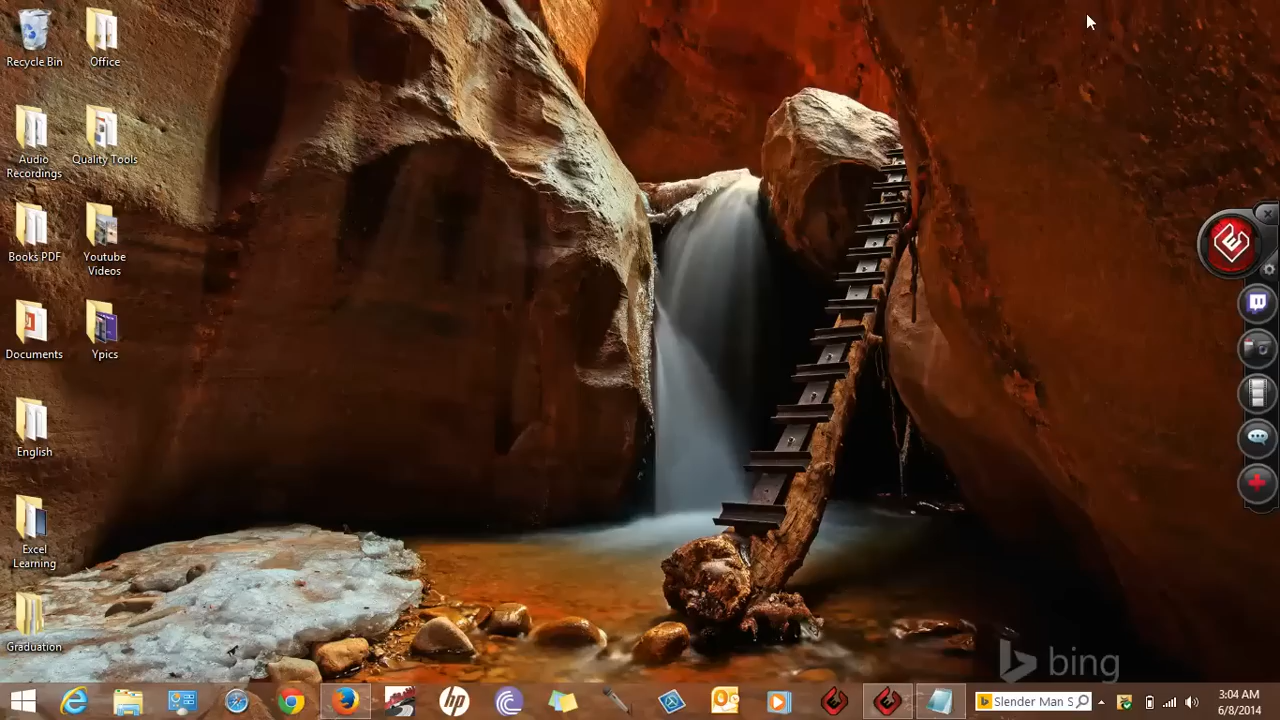 Recycle Bin
Office
Audio
Recordings
Quality Tools
Books PDF
Youtube
Videos
Documents
Ypics
English
Excel
Learning
Graduation
bing
Slender Man S
3:04 AM
6/8/2014